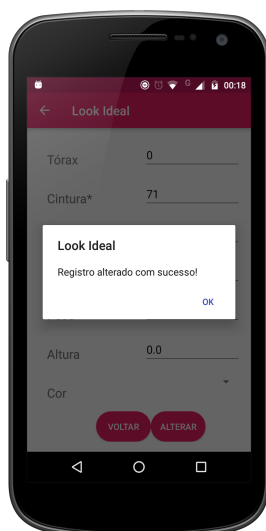 G 00:18
Look Ideal
Tórax 0
Cintura* 71
Look Ideal
Registro alterado com sucesso!
OK
Altura 0.0
Cor
VOLTAR ALTERAR